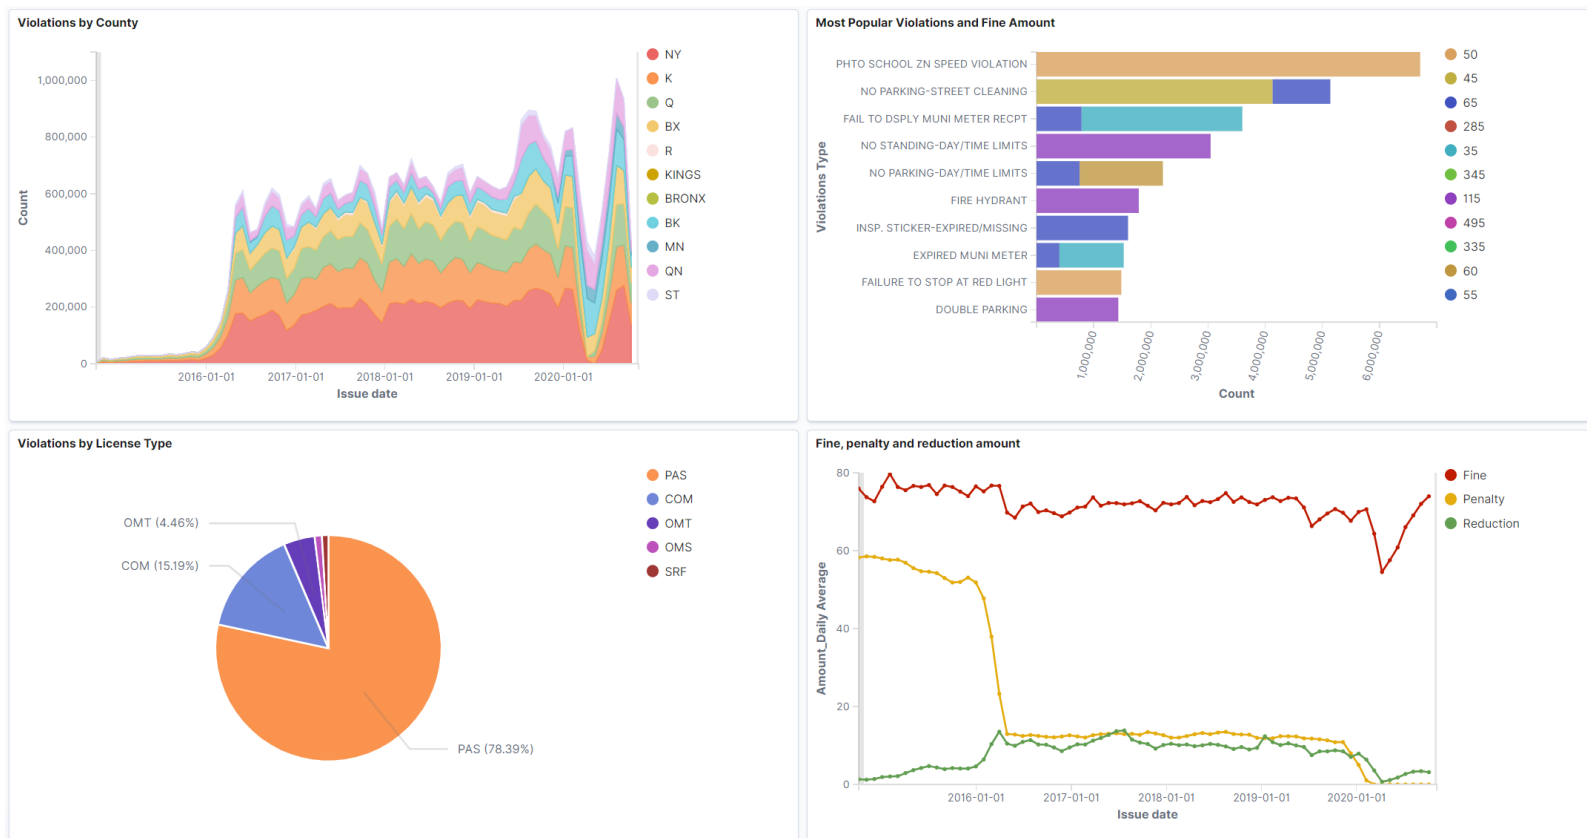 Violations by County
Count
1,000,000
800,000
600,000
400,000
200,000
0
2016-01-01 2017-01-01 2018-01-01 2019-01-01 2020-01-01
Issue date
NY
K
Q
BX
R
KINGS
BRONX
BK
MN
QN
ST
Most Popular Violations and Fine Amount
Violations Type
PHTO SCHOOL ZN SPEED VIOLATION
NO PARKING-STREET CLEANING
FAIL TO DSPLY MUNI METER RECPT
NO STANDING-DAY/TIME LIMITS
NO PARKING-DAY/TIME LIMITS
FIRE HYDRANT
INSP. STICKER-EXPIRED/MISSING
EXPIRED MUNI METER
FAILURE TO STOP AT RED LIGHT
DOUBLE PARKING
1,000,000 2,000,000 3,000,000 4,000,000 5,000,000 6,000,000
Count
50
45
65
285
35
345
115
495
335
60
55
Violations by License Type
OMT (4.46%)
COM (15.19%)
PAS (78.39%)
PAS
COM
OMT
OMS
SRF
Fine, penalty and reduction amount
Amount_Daily Average
80
60
40
20
0
2016-01-01 2017-01-01 2018-01-01 2019-01-01 2020-01-01
Issue date
Fine
Penalty
Reduction